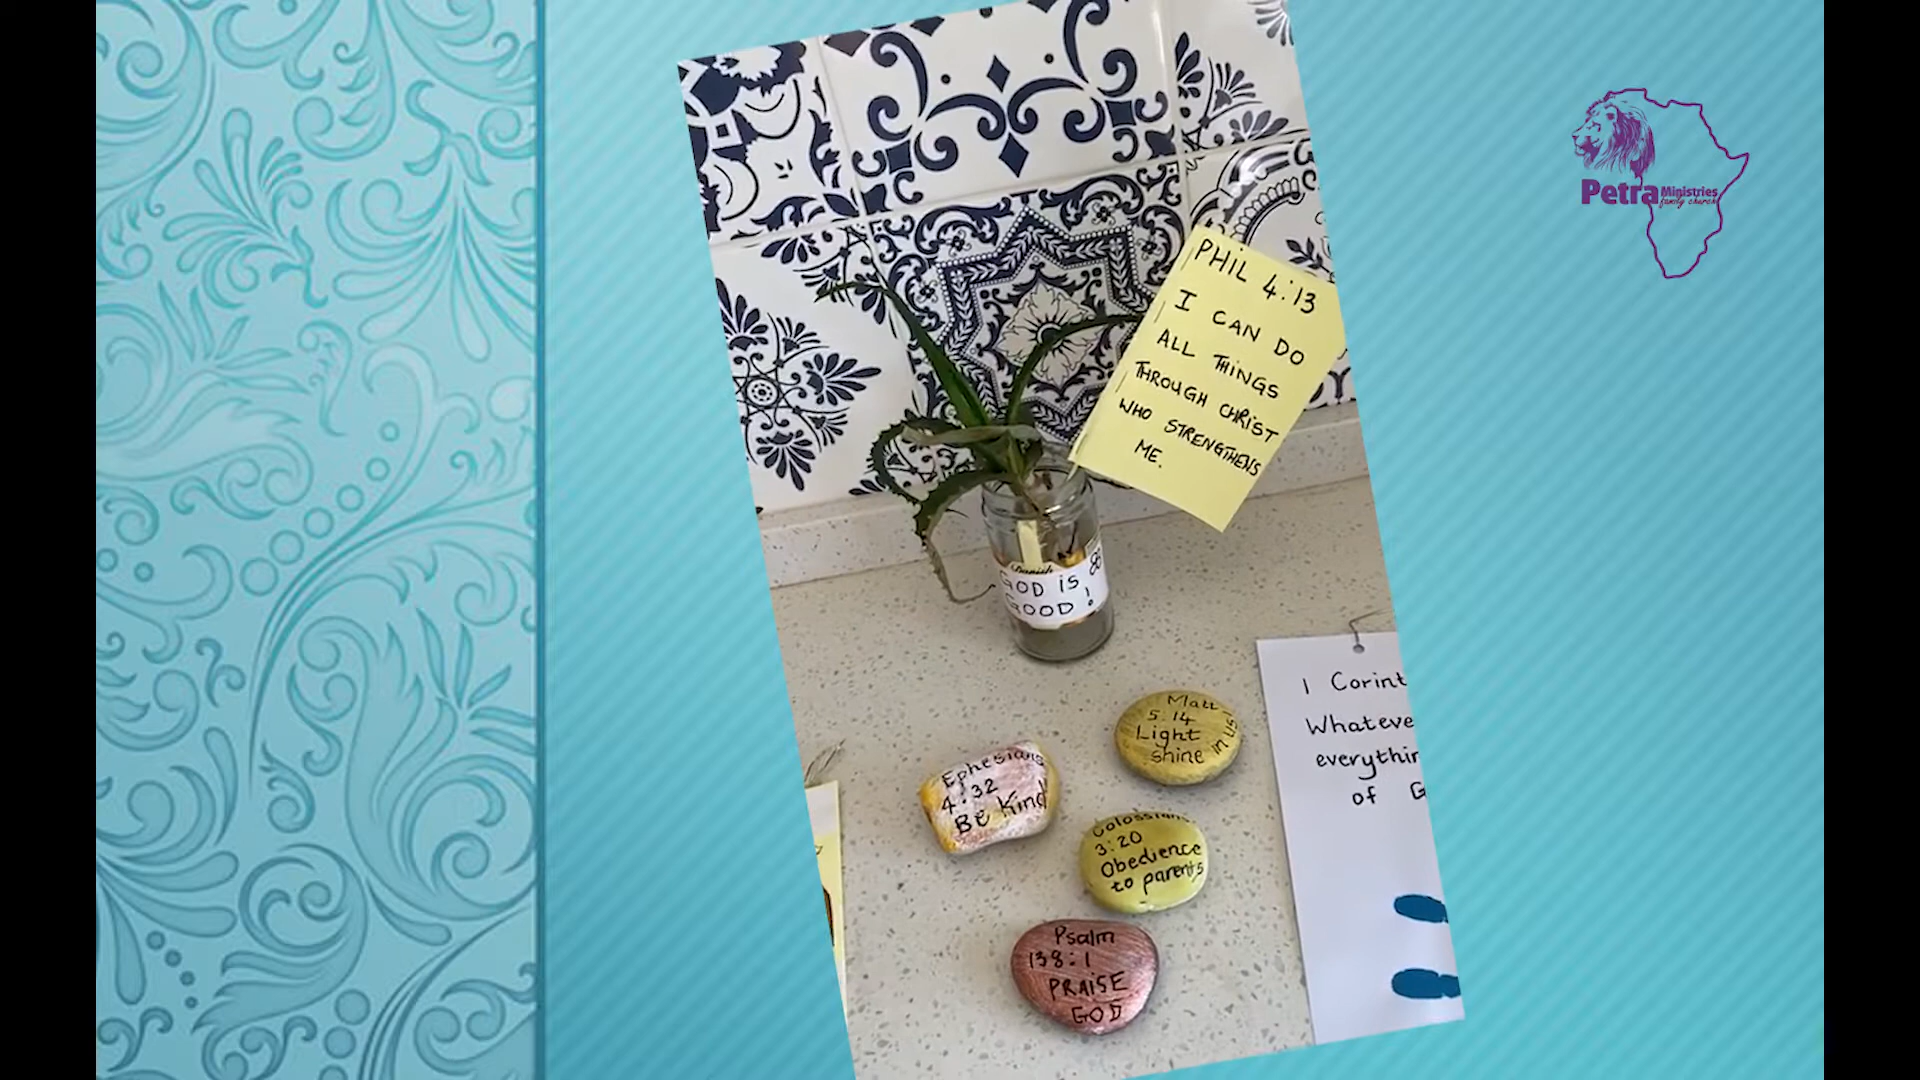 Petra Ministries
family church
PHIL 4:13
I CAN DO
ALL THINGS
THROUGH CHRIST
WHO STRENGTHENS
ME.
Danish
GOD IS
GOOD!
Matt
5.14
Light
shine in us!
Ephesians
4:32
Be Kind
Colossians
3:20
Obedience
to parents
Psalm
138:1
PRAISE
GOD
1 Corint
Whateve
everythin
of G